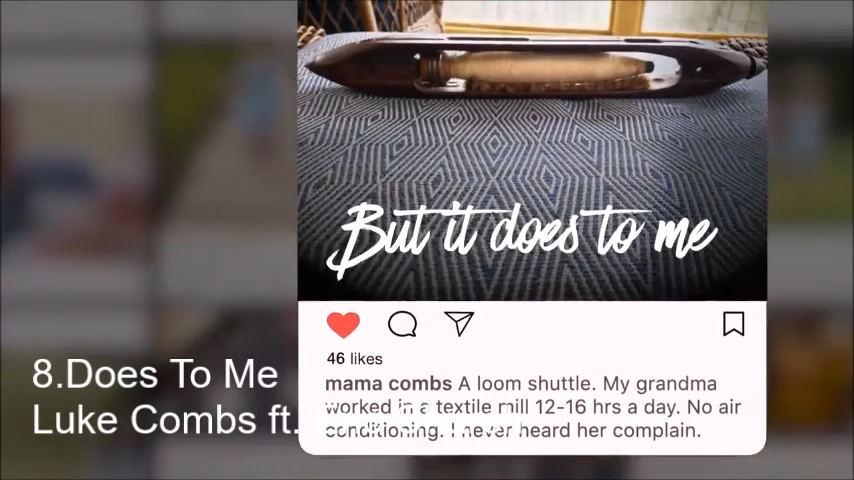 But it does to me
46 likes
mama combs A loom shuttle. My grandma
worked in a textile mill 12-16 hrs a day. No air
conditioning. I never heard her complain.
8.Does To Me
Luke Combs ft.